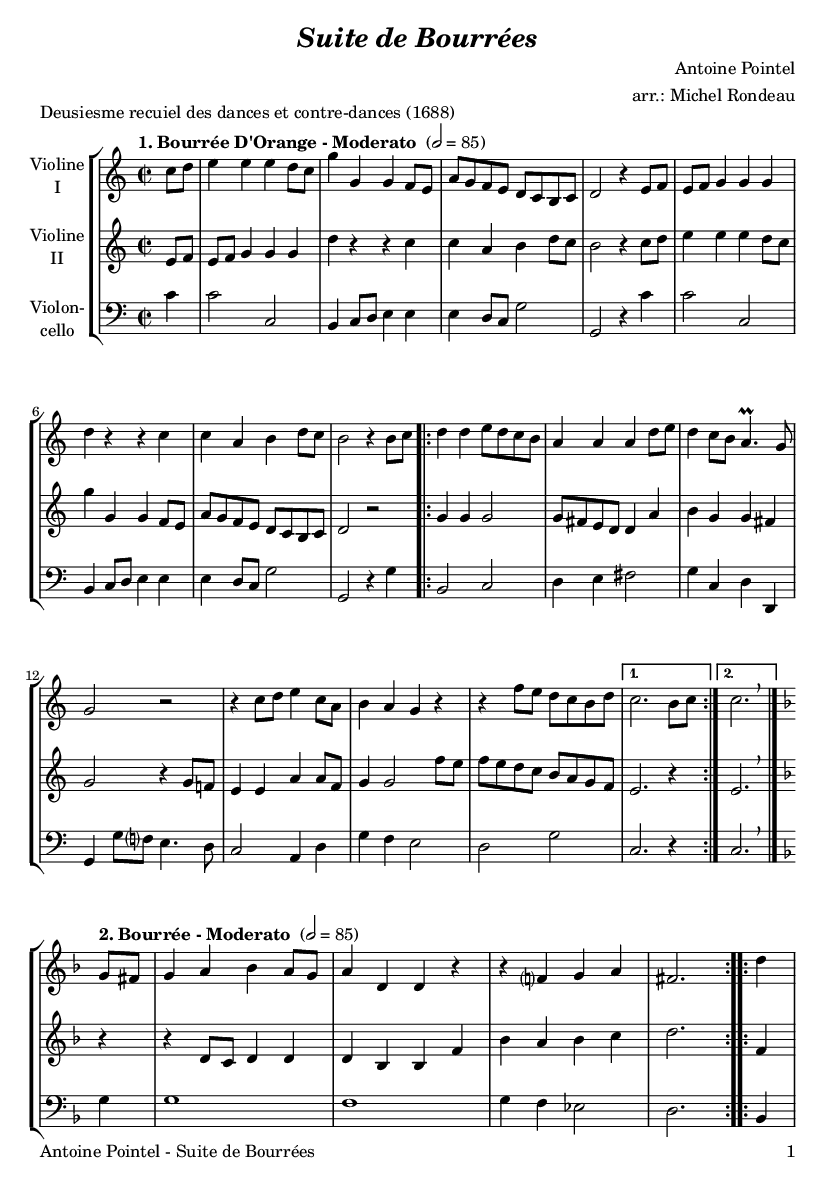 Suite de Bourrées
Antoine Pointel
arr.: Michel Rondeau
Deusiesme recuiel des dances et contre-dances (1688)
1. Bourrée D'Orange - Moderato (𝅗𝅥 = 85)
Violine
I
Violine
II
Violon-
cello
6
12
1.
2.
2. Bourrée - Moderato (𝅗𝅥 = 85)
Antoine Pointel - Suite de Bourrées
1